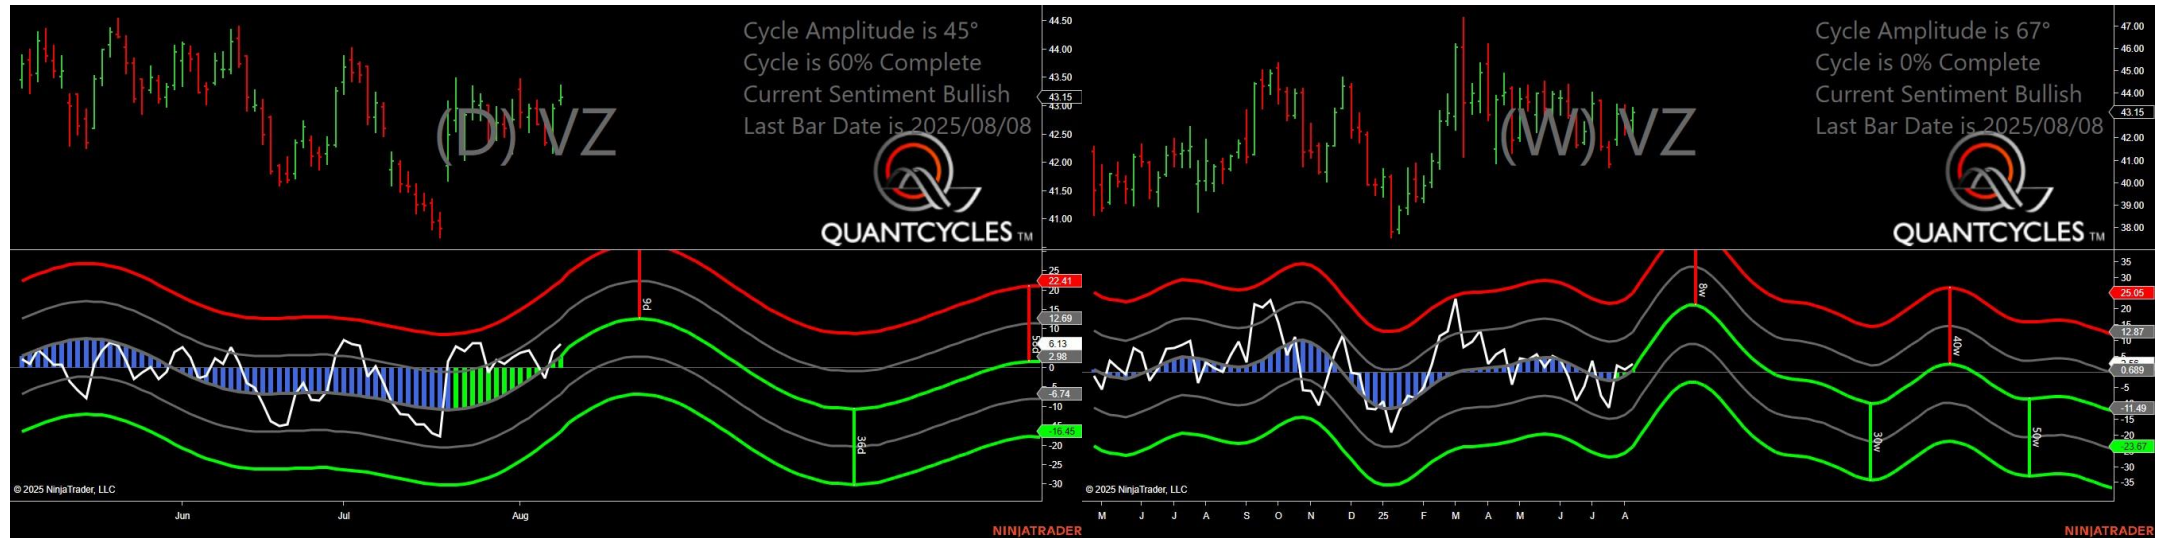 Cycle Amplitude is 45°
Cycle is 60% Complete
Current Sentiment Bullish
Last Bar Date is 2025/08/08
(D) VZ
QUANTCYCLES TM
44.50
44.00
43.50
43.15
43.00
42.50
42.00
41.50
41.00
9d
36d
25
22.41
20
15
12.69
10
6.13
2.98
0
-5
-6.74
-10
-16.45
-20
-25
-30
© 2025 NinjaTrader, LLC
Jun
Jul
Aug
NINJATRADER
Cycle Amplitude is 67°
Cycle is 0% Complete
Current Sentiment Bullish
Last Bar Date is 2025/08/08
(W) VZ
QUANTCYCLES TM
47.00
46.00
45.00
44.00
43.15
42.00
41.00
40.00
39.00
38.00
8w
40w
30w
50w
35
30
25.05
20
15
12.87
10
5
0.689
-5
-11.49
-15
-20
-23.67
-30
-35
© 2025 NinjaTrader, LLC
M
J
J
A
S
O
N
D
25
F
M
A
M
J
J
A
NINJATRADER